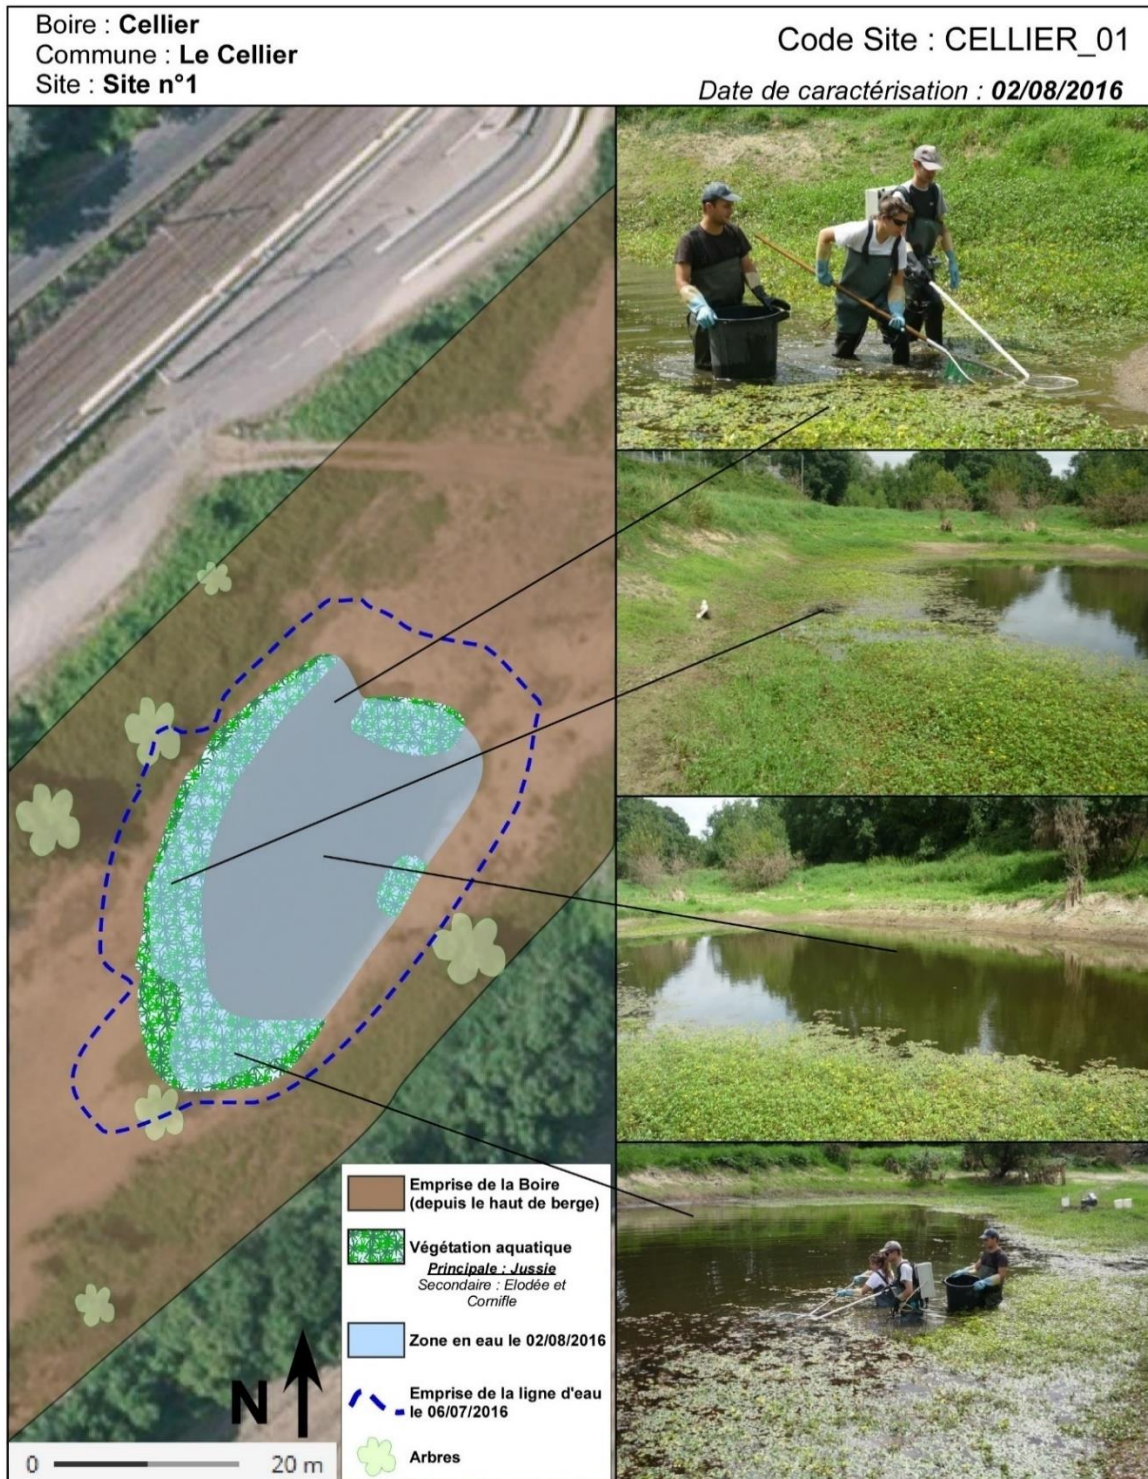 Boire : Cellier
Commune : Le Cellier
Site : Site n°1
Code Site : CELLIER_01
Date de caractérisation : 02/08/2016
Emprise de la Boire
(depuis le haut de berge)
Végétation aquatique
Principale : Jussie
Secondaire : Elodée et
Cornifle
Zone en eau le 02/08/2016
Emprise de la ligne d'eau
le 06/07/2016
Arbres
N
0 20 m